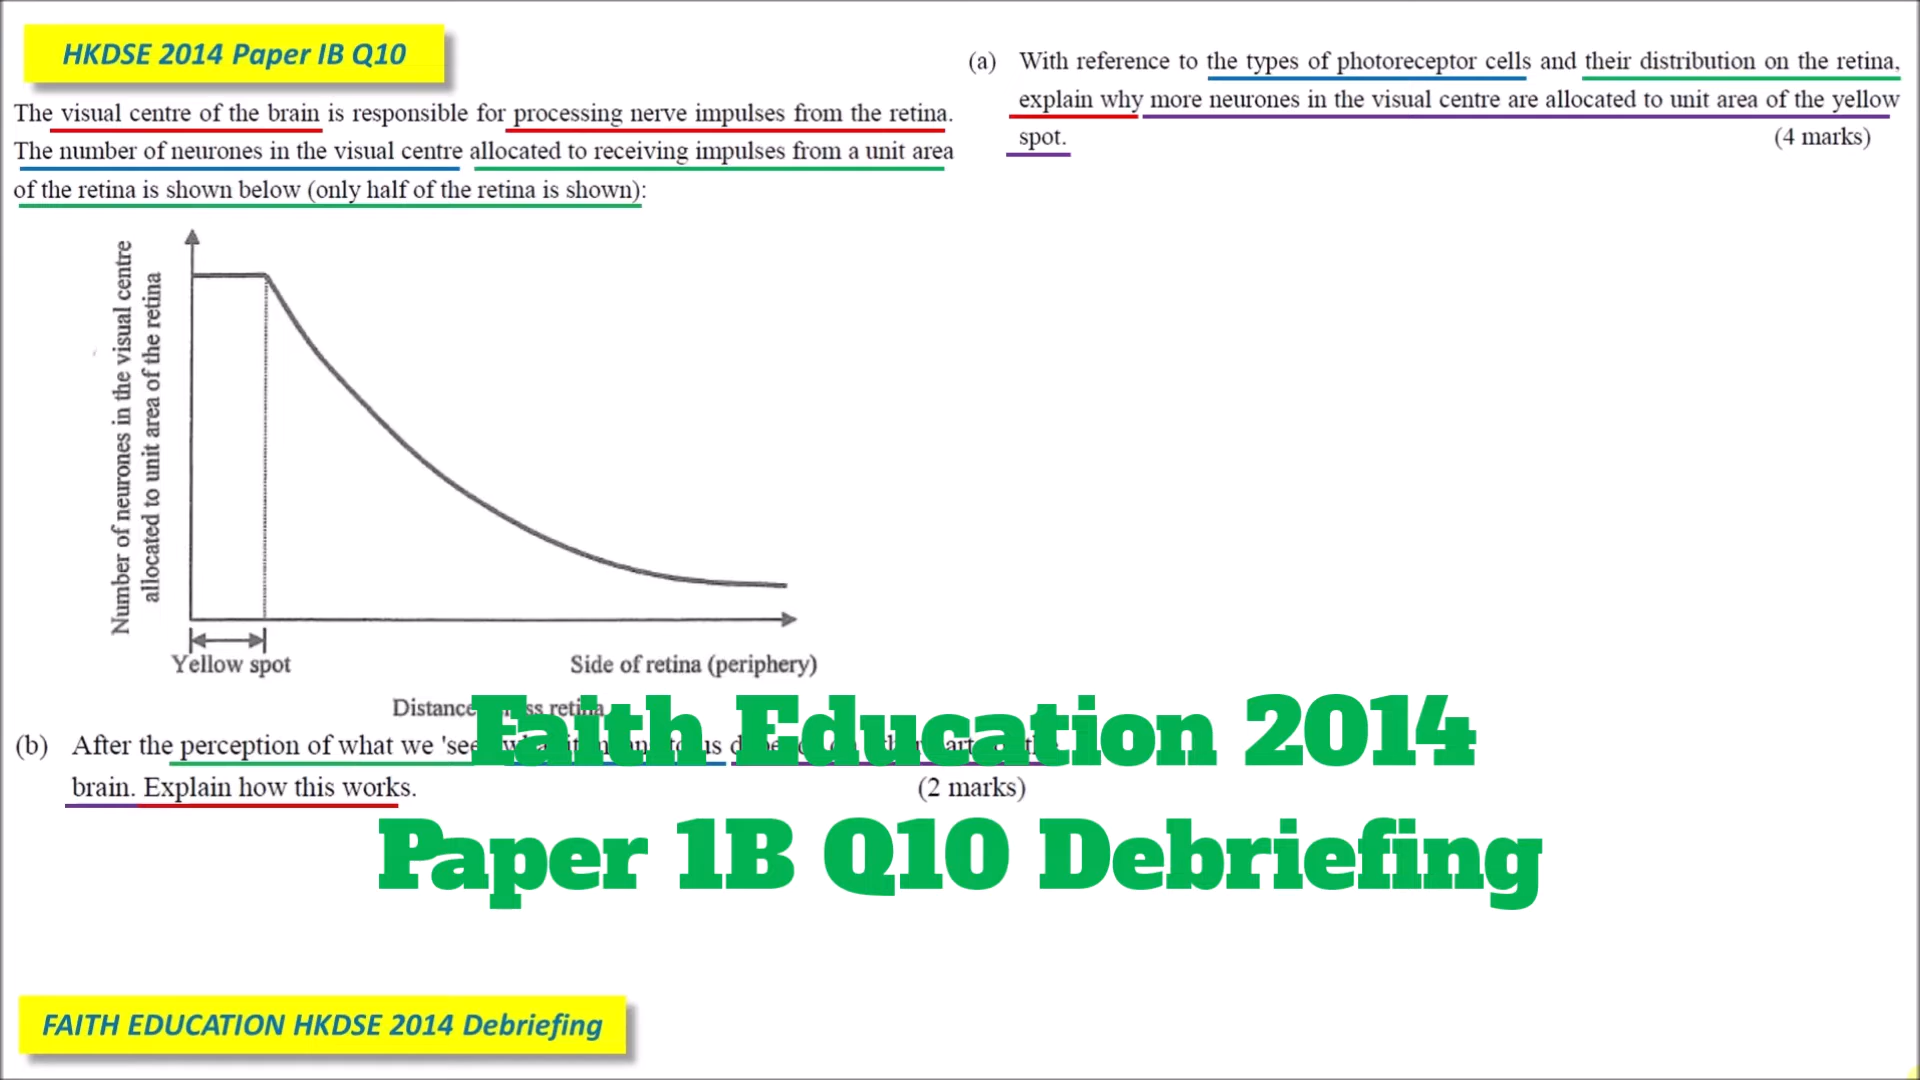 HKDSE 2014 Paper IB Q10
The visual centre of the brain is responsible for processing nerve impulses from the retina.
The number of neurones in the visual centre allocated to receiving impulses from a unit area
of the retina is shown below (only half of the retina is shown):
Number of neurones in the visual centre
allocated to unit area of the retina
Yellow spot
Side of retina (periphery)
Distance retina
(a) With reference to the types of photoreceptor cells and their distribution on the retina,
explain why more neurones in the visual centre are allocated to unit area of the yellow
spot. (4 marks)
(b) After the perception of what we 'see
brain. Explain how this works. (2 marks)
Faith Education 2014
Paper 1B Q10 Debriefing
FAITH EDUCATION HKDSE 2014 Debriefing